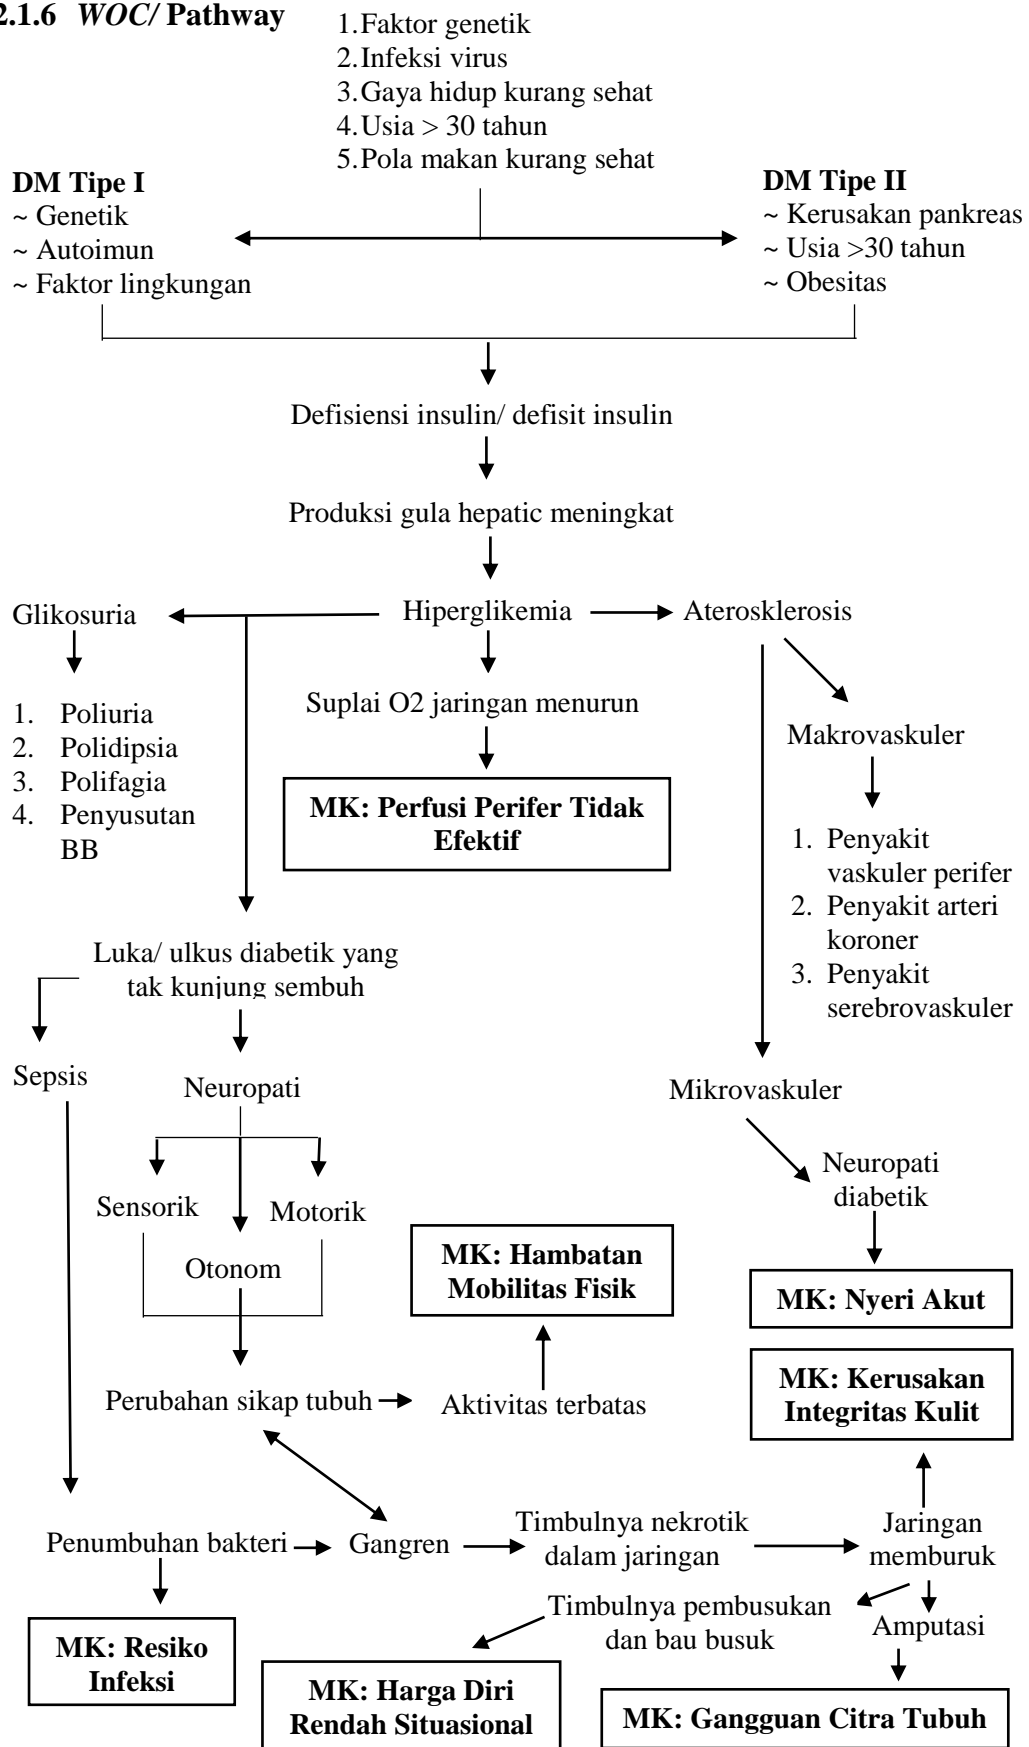 2.1.6 WOC/ Pathway
1.Faktor genetik
2.Infeksi virus
3.Gaya hidup kurang sehat
4.Usia > 30 tahun
5.Pola makan kurang sehat
DM Tipe I
~ Genetik
~ Autoimun
~ Faktor lingkungan
DM Tipe II
~ Kerusakan pankreas
~ Usia >30 tahun
~ Obesitas
Defisiensi insulin/ defisit insulin
Produksi gula hepatic meningkat
Glikosuria
Hiperglikemia
Aterosklerosis
1. Poliuria
2. Polidipsia
3. Polifagia
4. Penyusutan
BB
Suplai O2 jaringan menurun
MK: Perfusi Perifer Tidak
Efektif
Makrovaskuler
1. Penyakit
vaskuler perifer
2. Penyakit arteri
koroner
3. Penyakit
serebrovaskuler
Luka/ ulkus diabetik yang
tak kunjung sembuh
Sepsis
Neuropati
Mikrovaskuler
Sensorik
Motorik
Otonom
Neuropati
diabetik
MK: Hambatan
Mobilitas Fisik
MK: Nyeri Akut
Perubahan sikap tubuh
Aktivitas terbatas
MK: Kerusakan
Integritas Kulit
Penumbuhan bakteri
Gangren
Timbulnya nekrotik
dalam jaringan
Jaringan
memburuk
Timbulnya pembusukan
dan bau busuk
Amputasi
MK: Resiko
Infeksi
MK: Harga Diri
Rendah Situasional
MK: Gangguan Citra Tubuh